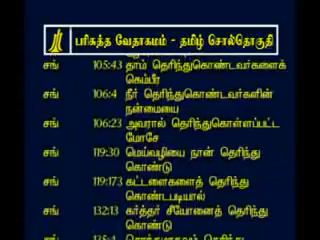 பரிசுத்த வேதாகமம் - தமிழ் சொல்தொகுதி
சங் 105:43 தாம் தெரிந்துகொண்டவர்களைக்
கெம்பீர
சங் 106:4 நீர் தெரிந்துகொண்டவர்களின்
நன்மையை
சங் 106:23 அவரால் தெரிந்துகொள்ளப்பட்ட
மோசே
சங் 119:30 மெய்வழியை நான் தெரிந்து
கொண்டு
சங் 119:173 கட்டளைகளைத் தெரிந்து
கொண்டபடியால்
சங் 132:13 கர்த்தர் சீயோனைத் தெரிந்து
கொண்டு